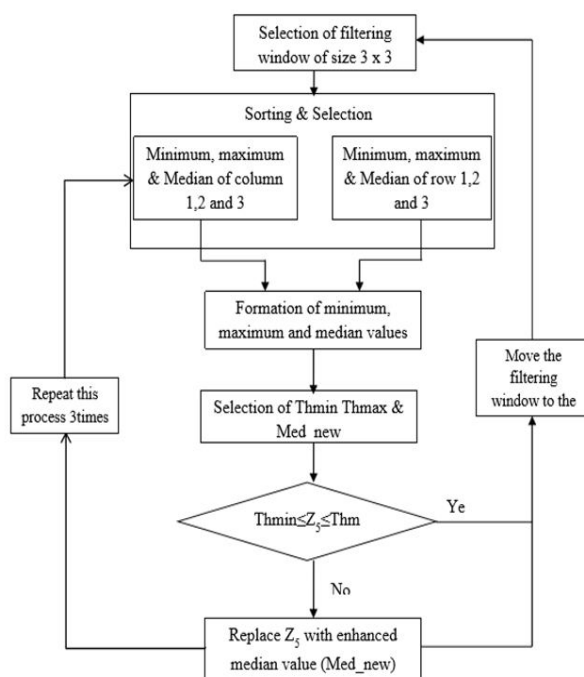 Selection of filtering
window of size 3 x 3
Sorting & Selection
Minimum, maximum
& Median of column
1,2 and 3
Minimum, maximum
& Median of row 1,2
and 3
Formation of minimum,
maximum and median values
Repeat this
process 3times
Move the
filtering
window to the
Selection of Thmin Thmax &
Med_new
Thmin≤Z₅≤Thm
Ye
No
Replace Z₅ with enhanced
median value (Med_new)